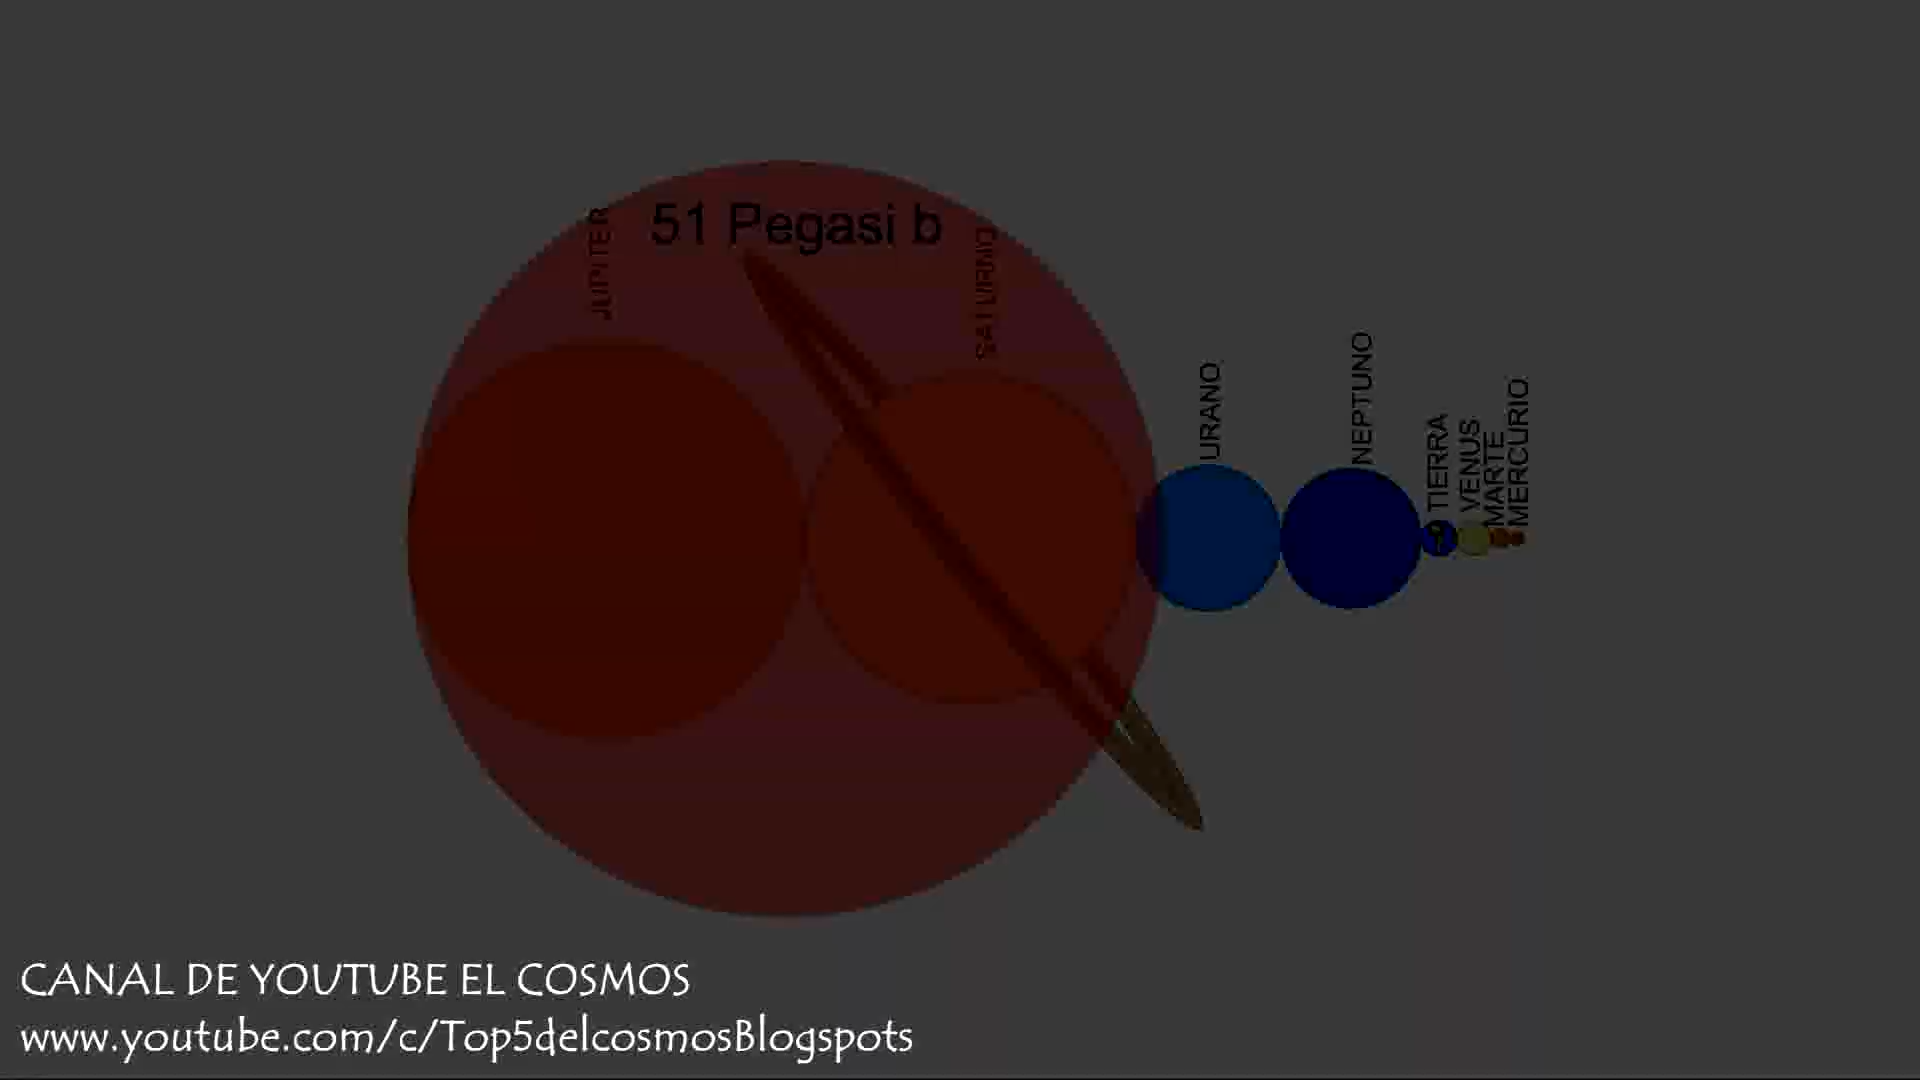 51 Pegasi b
JUPITER
SATURNO
URANO
NEPTUNO
TIERRA
VENUS
MARTE
MERCURIO
CANAL DE YOUTUBE EL COSMOS
www.youtube.com/c/Top5delcosmosBlogspots